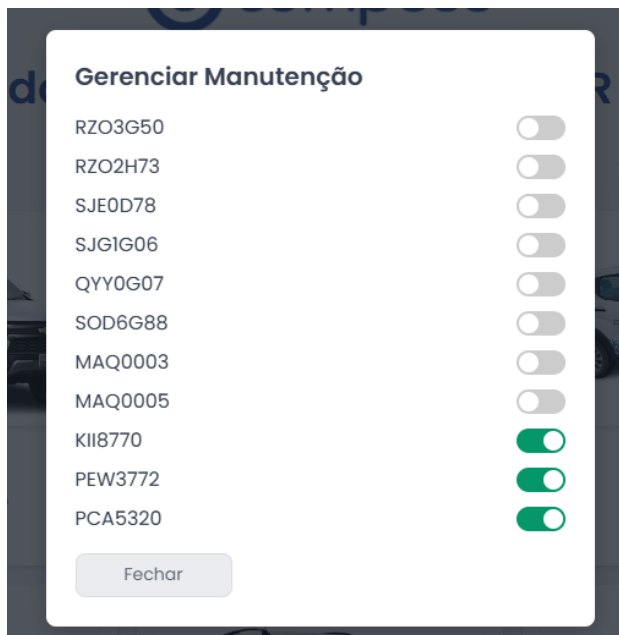 Gerenciar Manutenção
RZO3G50
RZO2H73
SJE0D78
SJG1G06
QYY0G07
SOD6G88
MAQ0003
MAQ0005
KII8770
PEW3772
PCA5320
Fechar